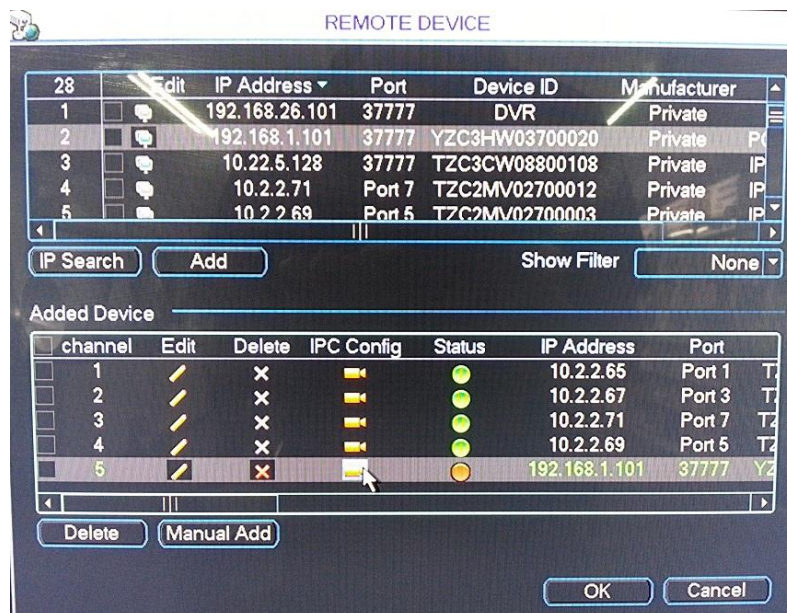 REMOTE DEVICE
28 Edit IP Address Port Device ID Manufacturer
1 192.168.26.101 37777 DVR Private
2 192.168.1.101 37777 YZC3HW03700020 Private
3 10.22.5.128 37777 TZC3CW08800108 Private IP
4 10.2.2.71 Port 7 TZC2MV02700012 Private IP
5 10.2.2.69 Port 5 TZC2MV02700003 Private IP
IP Search Add Show Filter None
Added Device
channel Edit Delete IPC Config Status IP Address Port
1 10.2.2.65 Port 1
2 10.2.2.67 Port 3
3 10.2.2.71 Port 7 TZ
4 10.2.2.69 Port 5 TZ
5 192.168.1.101 37777 YZ
Delete Manual Add
OK Cancel